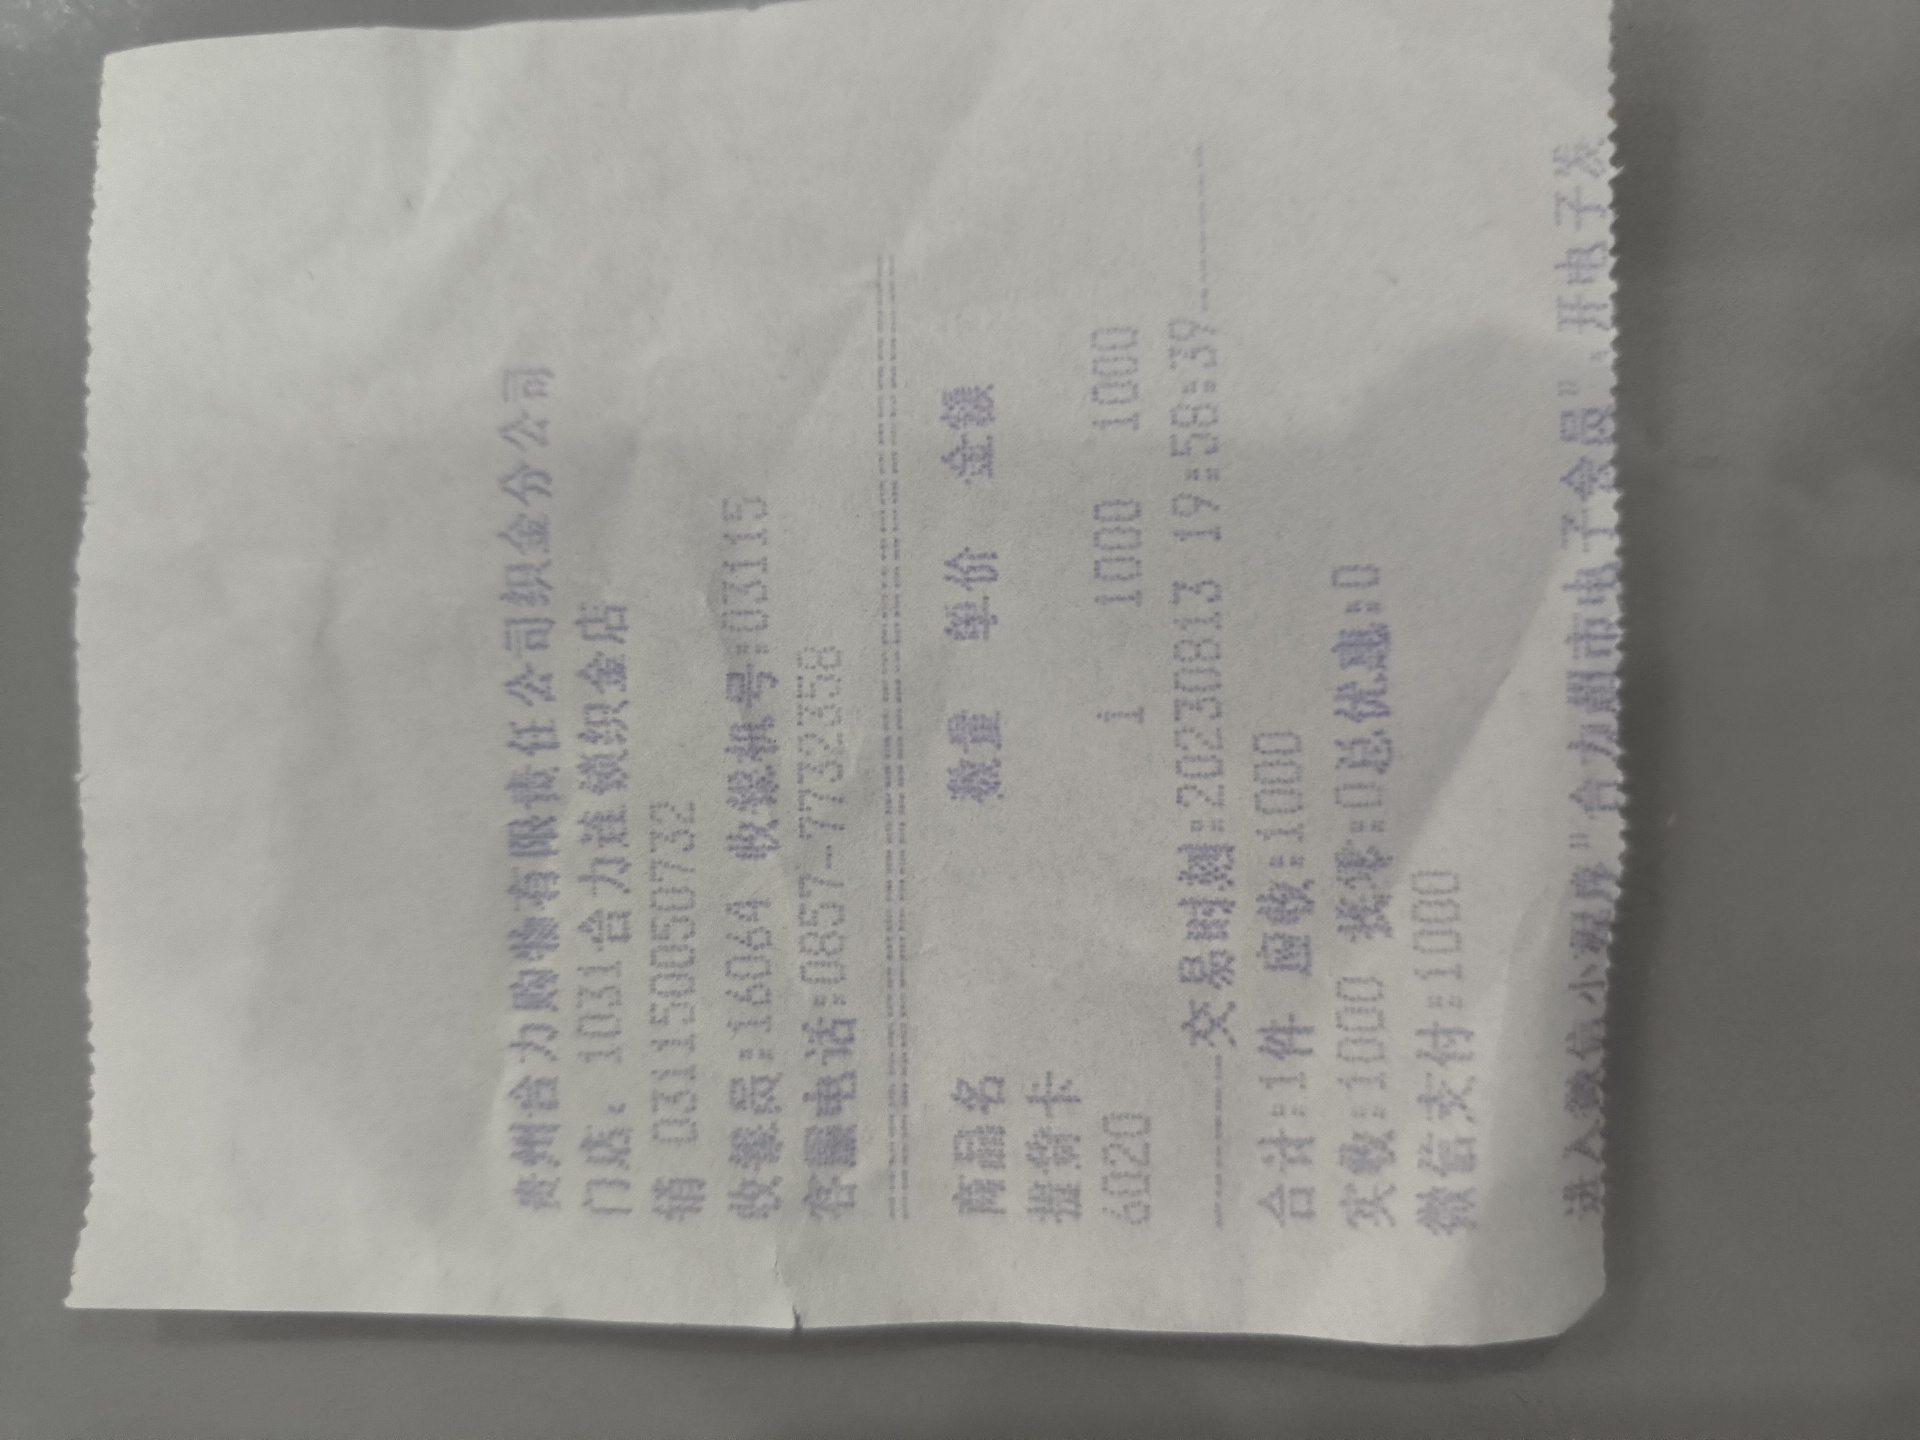 贵州合力购物有限责任公司织金分公司
门店: 1031合力连锁织金店
销 031150050732
收银员:16064 收银机号:03115
客服电话:0857-7732358
================================
商品名 数量 单价 金额
提货卡
6020 1 1000 1000
------交易时刻:20230813 19:58:39------
合计:1件 应收:1000
实收:1000 找零:0总优惠:0
微信支付:1000
进入微信小程序"合力超市电子会员",开电子发